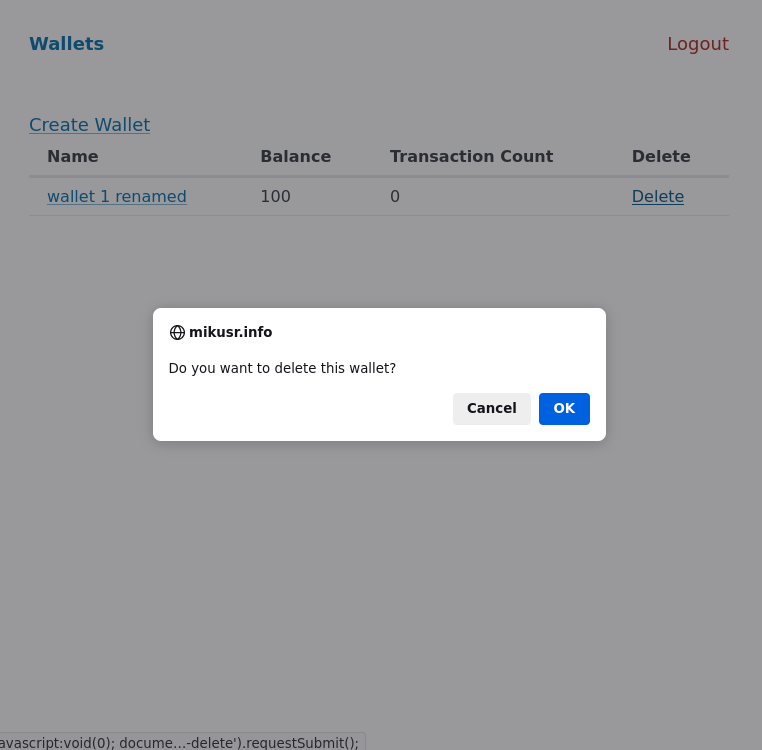 Wallets
Logout
Create Wallet
Name Balance Transaction Count Delete
wallet 1 renamed 100 0 Delete
mikusr.info
Do you want to delete this wallet?
Cancel OK
avascript:void(0); docume...-delete').requestSubmit();